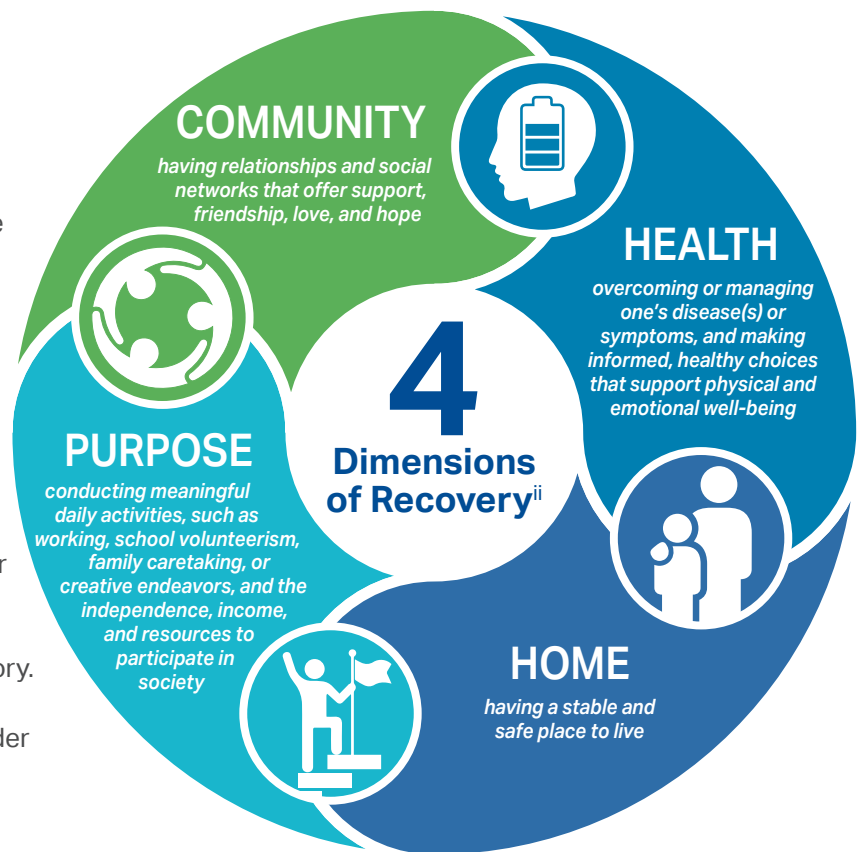 COMMUNITY
having relationships and social
networks that offer support,
friendship, love, and hope
HEALTH
overcoming or managing
one's disease(s) or
symptoms, and making
informed, healthy choices
that support physical and
emotional well-being
4
Dimensions
of Recoveryii
PURPOSE
conducting meaningful
daily activities, such as
working, school volunteerism,
family caretaking, or
creative endeavors, and the
independence, income,
and resources to
participate in
society
HOME
having a stable and
safe place to live